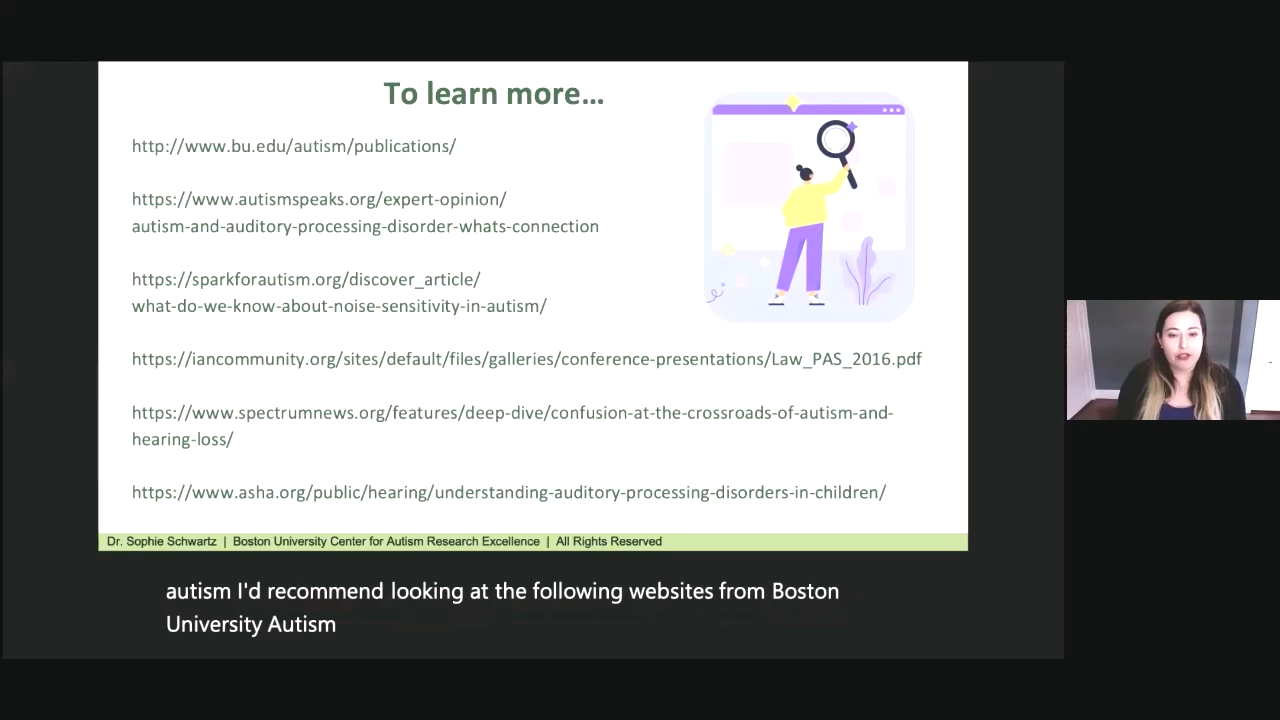 To learn more...
http://www.bu.edu/autism/publications/
https://www.autismspeaks.org/expert-opinion/
autism-and-auditory-processing-disorder-whats-connection
https://sparkforautism.org/discover_article/
what-do-we-know-about-noise-sensitivity-in-autism/
https://iancommunity.org/sites/default/files/galleries/conference-presentations/Law_PAS_2016.pdf
https://www.spectrumnews.org/features/deep-dive/confusion-at-the-crossroads-of-autism-and-
hearing-loss/
https://www.asha.org/public/hearing/understanding-auditory-processing-disorders-in-children/
Dr. Sophie Schwartz | Boston University Center for Autism Research Excellence | All Rights Reserved
autism I'd recommend looking at the following websites from Boston
University Autism